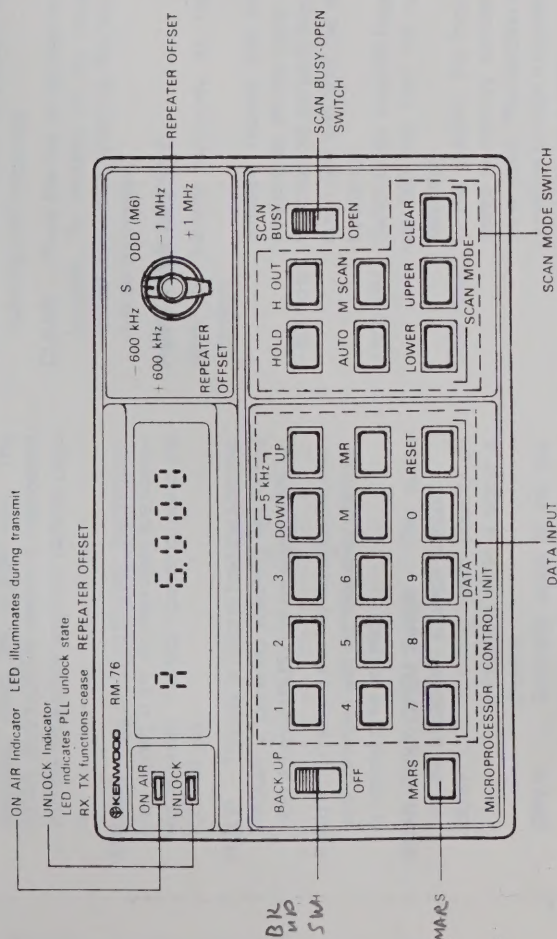 ON AIR Indicator LED illuminates during transmit
UNLOCK Indicator
LED indicates PLL unlock state
RX TX functions cease REPEATER OFFSET
KENWOOD RM-76
ON AIR
UNLOCK
A 6.000
- 600 kHz S ODD (M6)
+ 600 kHz - 1 MHz
+ 1 MHz
REPEATER
OFFSET
REPEATER OFFSET
BACK UP
OFF
MARS
1 2 3 DOWN UP
5 kHz
4 5 6 M MR
7 8 9 0 RESET
DATA
MICROPROCESSOR CONTROL UNIT
HOLD H OUT
AUTO M SCAN
LOWER UPPER CLEAR
SCAN MODE
SCAN
BUSY
OPEN
SCAN BUSY-OPEN
SWITCH
BK
UP
SWH
MARS
DATA INPUT
SCAN MODE SWITCH